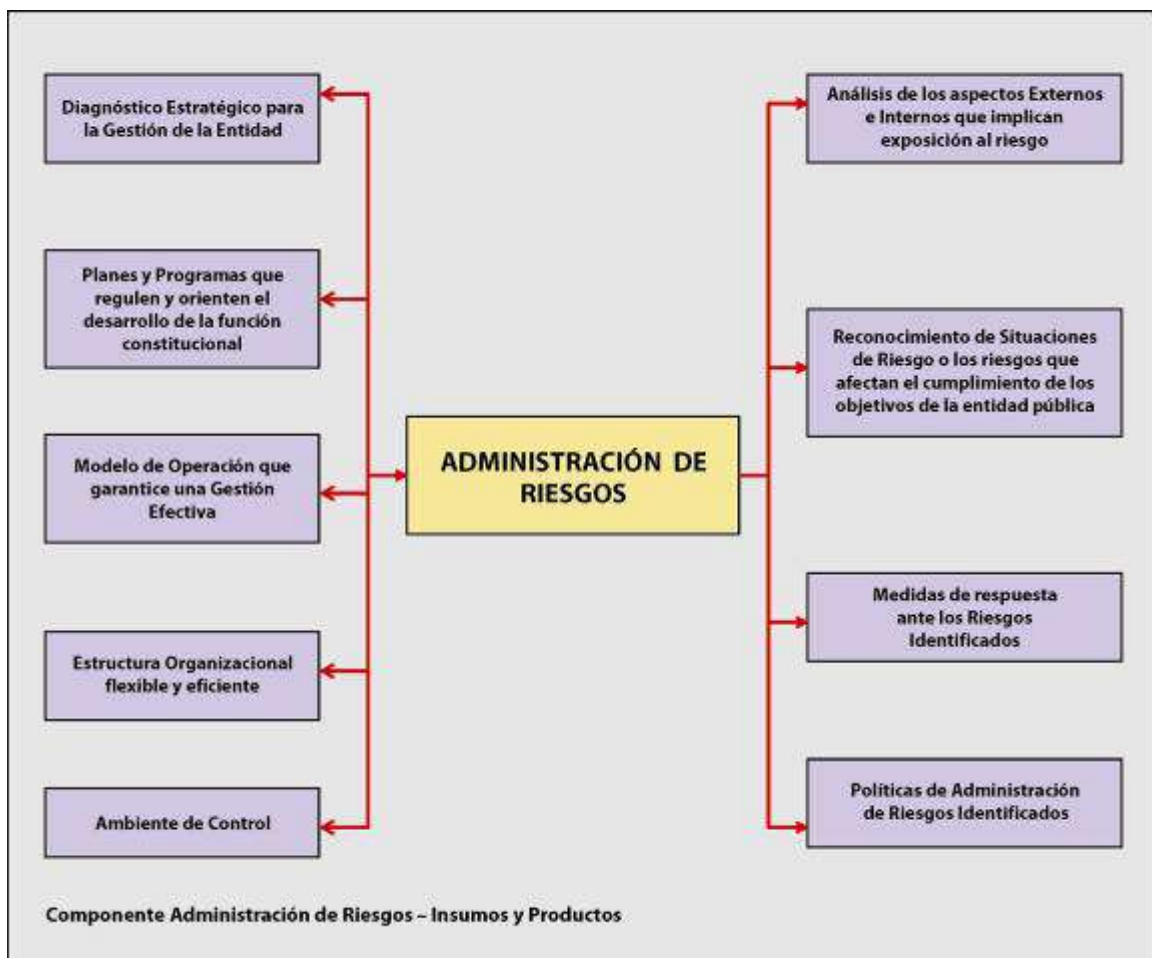 Diagnóstico Estratégico para
la Gestión de la Entidad
Planes y Programas que
regulen y orienten el
desarrollo de la función
constitucional
Modelo de Operación que
garantice una Gestión
Efectiva
Estructura Organizacional
flexible y eficiente
Ambiente de Control
ADMINISTRACIÓN DE
RIESGOS
Análisis de los aspectos Externos
e Internos que implican
exposición al riesgo
Reconocimiento de Situaciones
de Riesgo o los riesgos que
afectan el cumplimiento de los
objetivos de la entidad pública
Medidas de respuesta
ante los Riesgos
Identificados
Políticas de Administración
de Riesgos Identificados
Componente Administración de Riesgos – Insumos y Productos